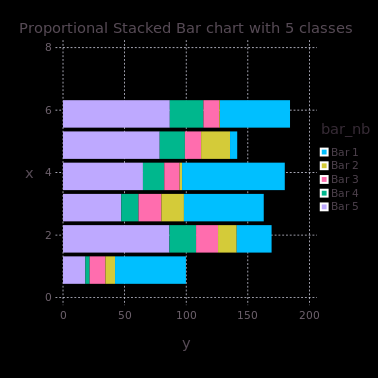 Proportional Stacked Bar chart with 5 classes
8
6
4
2
0
x
0 50 100 150 200
y
bar_nb
Bar 1
Bar 2
Bar 3
Bar 4
Bar 5